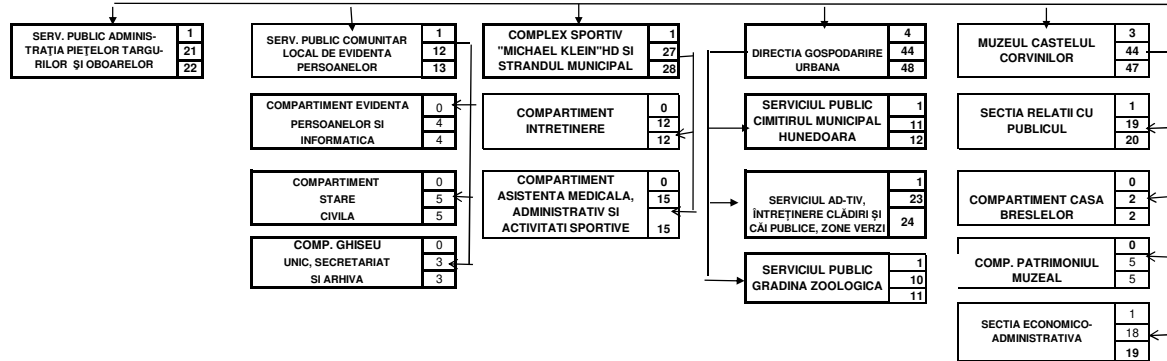 SERV. PUBLIC ADMINIS-
TRAŢIA PIEŢELOR TARGU-
RILOR ŞI OBOARELOR
1
21
22
SERV. PUBLIC COMUNITAR
LOCAL DE EVIDENTA
PERSOANELOR
1
12
13
COMPARTIMENT EVIDENTA
PERSOANELOR SI
INFORMATICA
0
4
4
COMPARTIMENT
STARE
CIVILA
0
5
5
COMP. GHISEU
UNIC, SECRETARIAT
SI ARHIVA
0
3
3
COMPLEX SPORTIV
"MICHAEL KLEIN"HD SI
STRANDUL MUNICIPAL
1
27
28
COMPARTIMENT
INTRETINERE
0
12
12
COMPARTIMENT
ASISTENTA MEDICALA,
ADMINISTRATIV SI
ACTIVITATI SPORTIVE
0
15
15
DIRECTIA GOSPODARIRE
URBANA
4
44
48
SERVICIUL PUBLIC
CIMITIRUL MUNICIPAL
HUNEDOARA
1
11
12
SERVICIUL AD-TIV,
ÎNTREŢINERE CLĂDIRI ŞI
CĂI PUBLICE, ZONE VERZI
1
23
24
SERVICIUL PUBLIC
GRADINA ZOOLOGICA
1
10
11
MUZEUL CASTELUL
CORVINILOR
3
44
47
SECTIA RELATII CU
PUBLICUL
1
19
20
COMPARTIMENT CASA
BRESLELOR
0
2
2
COMP. PATRIMONIUL
MUZEAL
0
5
5
SECTIA ECONOMICO-
ADMINISTRATIVA
1
18
19